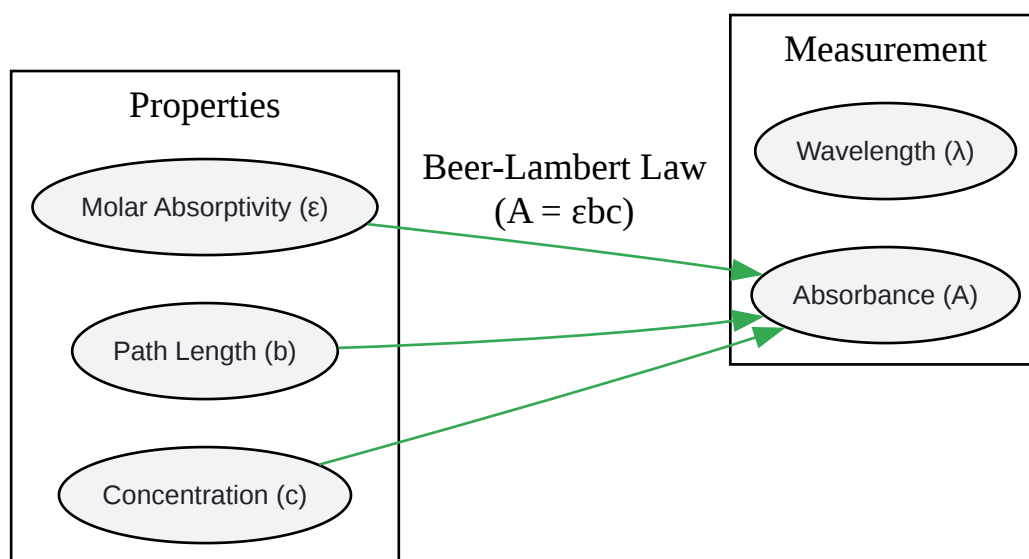 Properties
Molar Absorptivity (ε)
Path Length (b)
Concentration (c)
Beer-Lambert Law
(A = εbc)
Measurement
Wavelength (λ)
Absorbance (A)